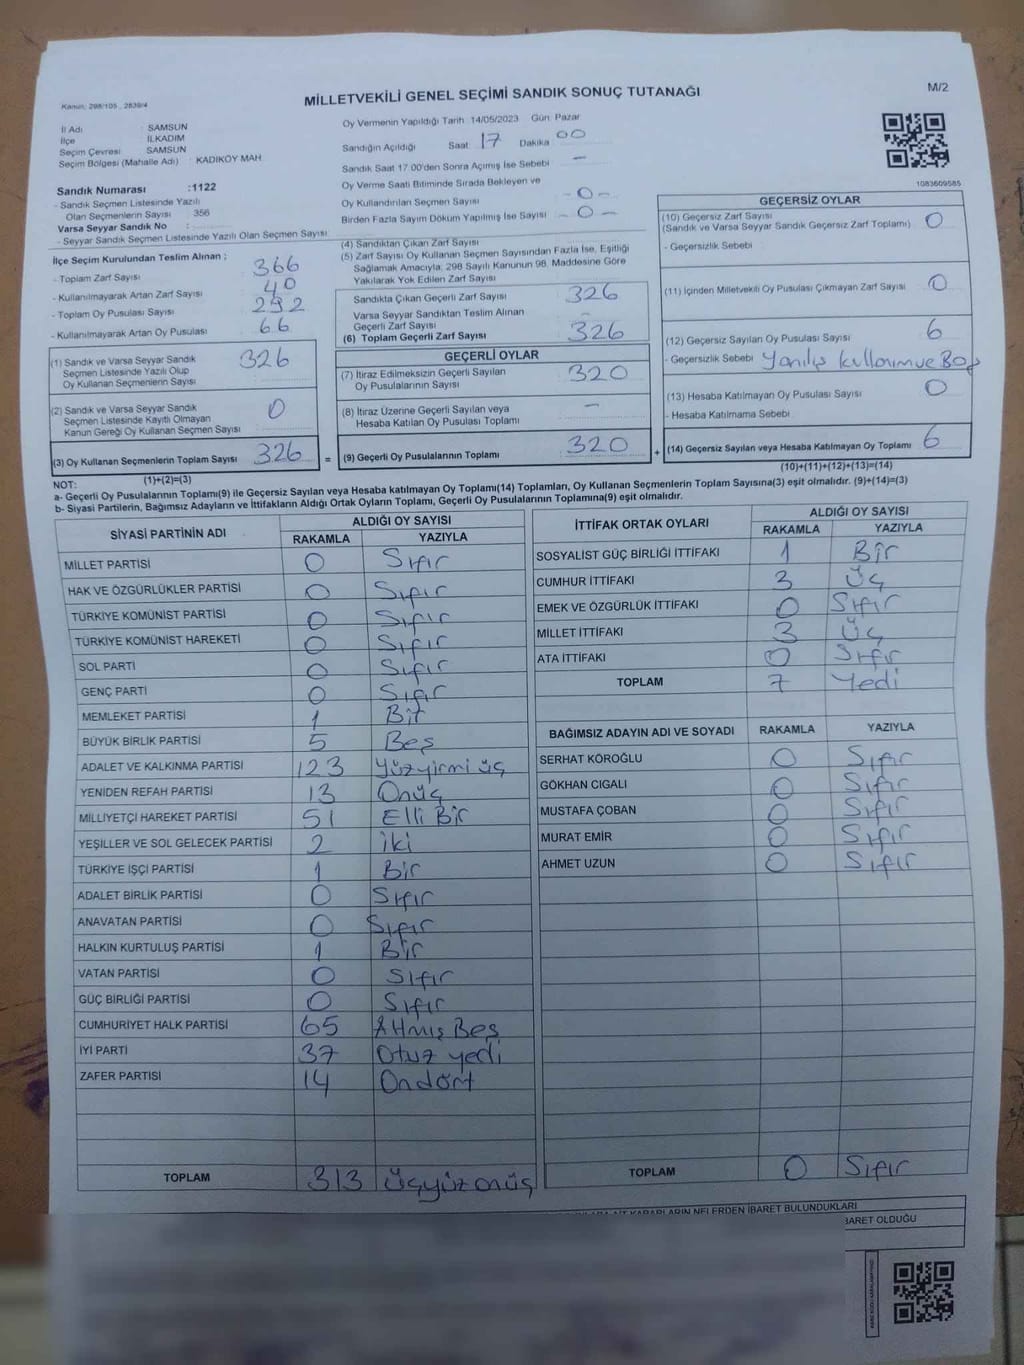 M/2
MİLLETVEKİLİ GENEL SEÇİMİ SANDIK SONUÇ TUTANAĞI
Kanun: 298/105 , 2839/4
İl Adı : SAMSUN
İlçe : İLKADIM
Seçim Çevresi : SAMSUN
Seçim Bölgesi (Mahalle Adı) : KADIKÖY MAH.
Sandık Numarası :1122
- Sandık Seçmen Listesinde Yazılı
Olan Seçmenlerin Sayısı : 356
Varsa Seyyar Sandık No :
- Seyyar Sandık Seçmen Listesinde Yazılı Olan Seçmen Sayısı
Oy Vermenin Yapıldığı Tarih 14/05/2023 Gün Pazar
Sandığın Açıldığı Saat 17 Dakika 00
Sandık Saat 17.00'den Sonra Açımış İse Sebebi -
Oy Verme Saati Bitiminde Sırada Bekleyen ve
Oy Kullandırılan Seçmen Sayısı - 0 -
Birden Fazla Sayım Döküm Yapılmış İse Sayısı - 0 -
1083609585
İlçe Seçim Kurulundan Teslim Alınan ;
- Toplam Zarf Sayısı 366
- Kullanılmayarak Artan Zarf Sayısı 40
- Toplam Oy Pusulası Sayısı 292
- Kullanılmayarak Artan Oy Pusulası 66
(1) Sandık ve Varsa Seyyar Sandık
Seçmen Listesinde Yazılı Olup
Oy Kullanan Seçmenlerin Sayısı 326
(2) Sandık ve Varsa Seyyar Sandık
Seçmen Listesinde Kayıtlı Olmayan
Kanun Gereği Oy Kullanan Seçmen Sayısı 0
(3) Oy Kullanan Seçmenlerin Toplam Sayısı 326 =
(1)+(2)=(3)
(4) Sandıktan Çıkan Zarf Sayısı
(5) Zarf Sayısı Oy Kullanan Seçmen Sayısından Fazla İse, Eşitliği
Sağlamak Amacıyla, 298 Sayılı Kanunun 98. Maddesine Göre
Yakılarak Yok Edilen Zarf Sayısı
Sandıkta Çıkan Geçerli Zarf Sayısı 326
Varsa Seyyar Sandıktan Teslim Alınan
Geçerli Zarf Sayısı -
(6) Toplam Geçerli Zarf Sayısı 326
GEÇERLİ OYLAR
(7) İtiraz Edilmeksizin Geçerli Sayılan
Oy Pusulalarının Sayısı 320
(8) İtiraz Üzerine Geçerli Sayılan veya
Hesaba Katılan Oy Pusulası Toplamı -
(9) Geçerli Oy Pusulalarının Toplamı 320 +
GEÇERSİZ OYLAR
(10) Geçersiz Zarf Sayısı
(Sandık ve Varsa Seyyar Sandık Geçersiz Zarf Toplamı) 0
- Geçersizlik Sebebi
(11) İçinden Milletvekili Oy Pusulası Çıkmayan Zarf Sayısı 0
(12) Geçersiz Sayılan Oy Pusulası Sayısı 6
- Geçersizlik Sebebi Yanlış kullanım ve Boş
(13) Hesaba Katılmayan Oy Pusulası Sayısı 0
- Hesaba Katılmama Sebebi
(14) Geçersiz Sayılan veya Hesaba Katılmayan Oy Toplamı 6
(10)+(11)+(12)+(13)=(14)
NOT:
a- Geçerli Oy Pusulalarının Toplamı(9) ile Geçersiz Sayılan veya Hesaba katılmayan Oy Toplamı(14) Toplamları, Oy Kullanan Seçmenlerin Toplam Sayısına(3) eşit olmalıdır. (9)+(14)=(3)
b- Siyasi Partilerin, Bağımsız Adayların ve İttifakların Aldığı Ortak Oyların Toplamı, Geçerli Oy Pusulalarının Toplamına(9) eşit olmalıdır.
SİYASİ PARTİNİN ADI ALDIĞI OY SAYISI
RAKAMLA YAZIYLA
MİLLET PARTİSİ 0 Sıfır
HAK VE ÖZGÜRLÜKLER PARTİSİ 0 Sıfır
TÜRKİYE KOMÜNİST PARTİSİ 0 Sıfır
TÜRKİYE KOMÜNİST HAREKETİ 0 Sıfır
SOL PARTİ 0 Sıfır
GENÇ PARTİ 0 Sıfır
MEMLEKET PARTİSİ 1 Bir
BÜYÜK BİRLİK PARTİSİ 5 Beş
ADALET VE KALKINMA PARTİSİ 123 Yüzyirmi üç
YENİDEN REFAH PARTİSİ 13 Onüç
MİLLİYETÇİ HAREKET PARTİSİ 51 Elli Bir
YEŞİLLER VE SOL GELECEK PARTİSİ 2 iki
TÜRKİYE İŞÇİ PARTİSİ 1 Bir
ADALET BİRLİK PARTİSİ 0 Sıfır
ANAVATAN PARTİSİ 0 Sıfır
HALKIN KURTULUŞ PARTİSİ 1 Bir
VATAN PARTİSİ 0 Sıfır
GÜÇ BİRLİĞİ PARTİSİ 0 Sıfır
CUMHURİYET HALK PARTİSİ 65 Atmış Beş
İYİ PARTİ 37 Otuz yedi
ZAFER PARTİSİ 14 Ondört
TOPLAM 313 üçyüzonüç
İTTİFAK ORTAK OYLARI ALDIĞI OY SAYISI
RAKAMLA YAZIYLA
SOSYALİST GÜÇ BİRLİĞİ İTTİFAKI 1 Bir
CUMHUR İTTİFAKI 3 Üç
EMEK VE ÖZGÜRLÜK İTTİFAKI 0 Sıfır
MİLLET İTTİFAKI 3 Üç
ATA İTTİFAKI 0 Sıfır
TOPLAM 7 Yedi
BAĞIMSIZ ADAYIN ADI VE SOYADI RAKAMLA YAZIYLA
SERHAT KÖROĞLU 0 Sıfır
GÖKHAN CIGALI 0 Sıfır
MUSTAFA ÇOBAN 0 Sıfır
MURAT EMİR 0 Sıfır
AHMET UZUN 0 Sıfır
TOPLAM 0 Sıfır
KARARLARIN NELERDEN İBARET BULUNDUKLARI
BARET OLDUĞU